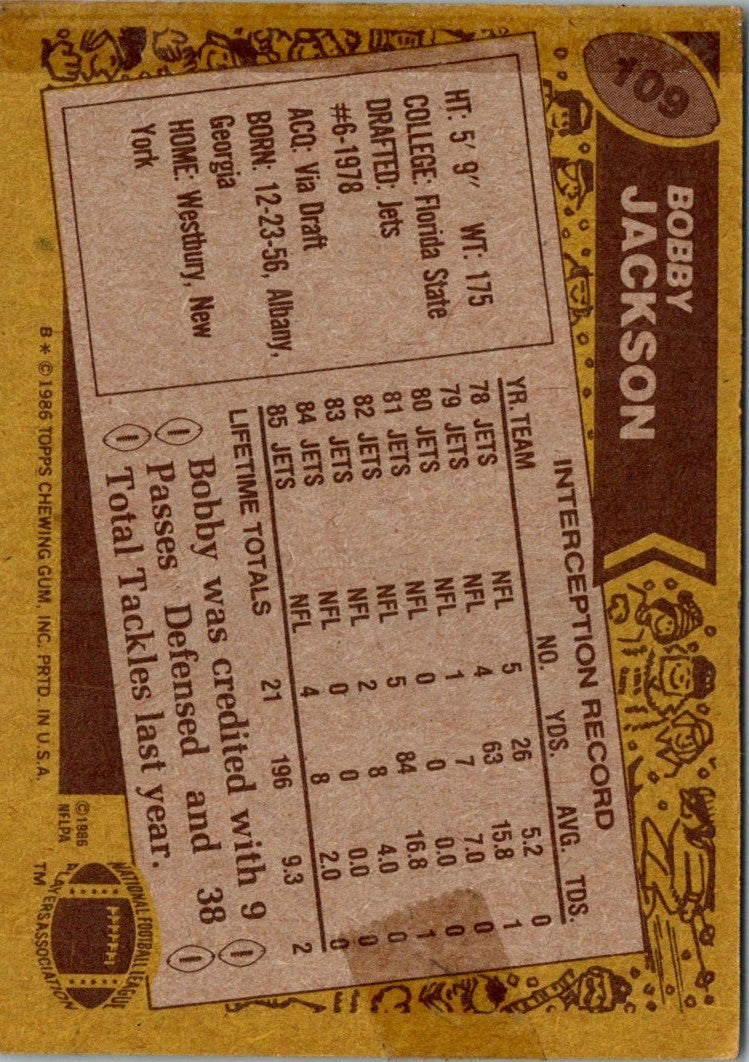 109
BOBBY
JACKSON
HT: 5' 9" WT: 175
COLLEGE: Florida State
DRAFTED: Jets
#6-1978
ACQ: Via Draft
BORN: 12-23-56, Albany,
Georgia
HOME: Westbury, New
York
INTERCEPTION RECORD
YR. TEAM NO. YDS. AVG. TDS.
78 JETS NFL 5 26 5.2 0
79 JETS NFL 4 63 15.8 1
80 JETS NFL 1 7 7.0 0
81 JETS NFL 0 0 0.0 0
82 JETS NFL 5 84 16.8 1
83 JETS NFL 2 8 4.0 0
84 JETS NFL 0 0 0.0 0
85 JETS NFL 4 8 2.0 0
LIFETIME TOTALS 21 196 9.3 2
Bobby was credited with 9
Passes Defensed and 38
Total Tackles last year.
B * © 1986 TOPPS CHEWING GUM, INC. PRTD. IN U.S.A.
© 1986
NFLPA
NATIONAL FOOTBALL LEAGUE
PLAYERS ASSOCIATION
TM